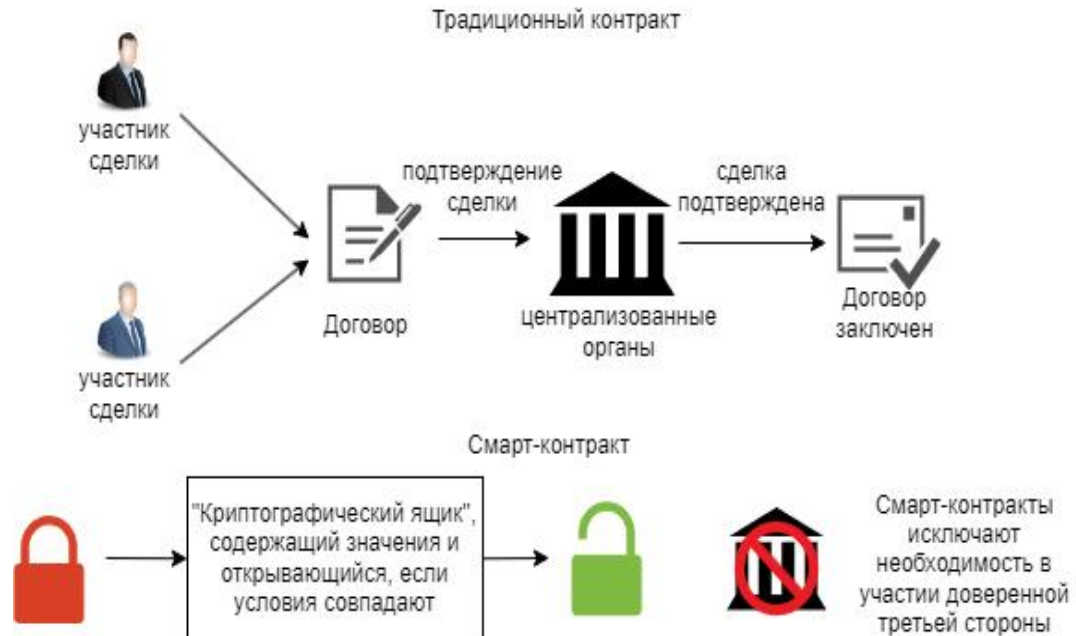 Традиционный контракт
участник
сделки
подтверждение
сделки
сделка
подтверждена
Договор
централизованные
органы
Договор
заключен
участник
сделки
Смарт-контракт
"Криптографический ящик",
содержащий значения и
открывающийся, если
условия совпадают
Смарт-контракты
исключают
необходимость в
участии доверенной
третьей стороны